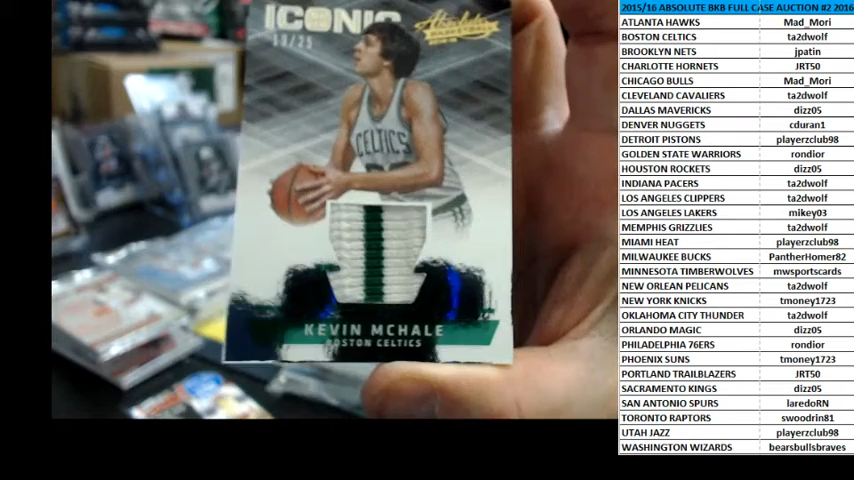 ICONIC
Absolute
BASKETBALL
13/25
CELTICS
KEVIN MCHALE
BOSTON CELTICS
2015/16 ABSOLUTE BKB FULL CASE AUCTION #2 2016
ATLANTA HAWKS Mad_Mori
BOSTON CELTICS ta2dwolf
BROOKLYN NETS jpatin
CHARLOTTE HORNETS JRT50
CHICAGO BULLS Mad_Mori
CLEVELAND CAVALIERS ta2dwolf
DALLAS MAVERICKS dizz05
DENVER NUGGETS cduran1
DETROIT PISTONS playerzclub98
GOLDEN STATE WARRIORS rondior
HOUSTON ROCKETS dizz05
INDIANA PACERS ta2dwolf
LOS ANGELES CLIPPERS ta2dwolf
LOS ANGELES LAKERS mikey03
MEMPHIS GRIZZLIES ta2dwolf
MIAMI HEAT playerzclub98
MILWAUKEE BUCKS PantherHomer82
MINNESOTA TIMBERWOLVES mwsportscards
NEW ORLEAN PELICANS ta2dwolf
NEW YORK KNICKS tmoney1723
OKLAHOMA CITY THUNDER ta2dwolf
ORLANDO MAGIC dizz05
PHILADELPHIA 76ERS rondior
PHOENIX SUNS tmoney1723
PORTLAND TRAILBLAZERS JRT50
SACRAMENTO KINGS dizz05
SAN ANTONIO SPURS laredoRN
TORONTO RAPTORS swoodrin81
UTAH JAZZ playerzclub98
WASHINGTON WIZARDS bearsbullsbraves